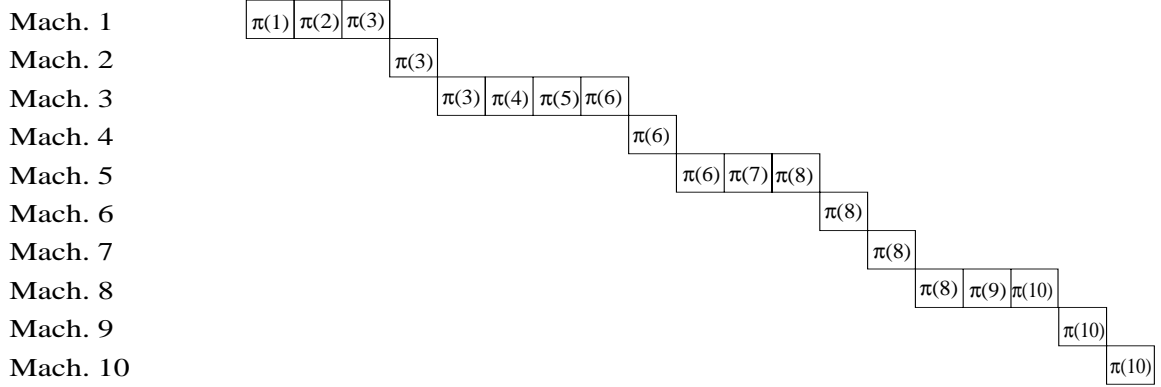 Mach. 1 π(1) π(2) π(3)
Mach. 2 π(3)
Mach. 3 π(3) π(4) π(5) π(6)
Mach. 4 π(6)
Mach. 5 π(6) π(7) π(8)
Mach. 6 π(8)
Mach. 7 π(8)
Mach. 8 π(8) π(9) π(10)
Mach. 9 π(10)
Mach. 10 π(10)